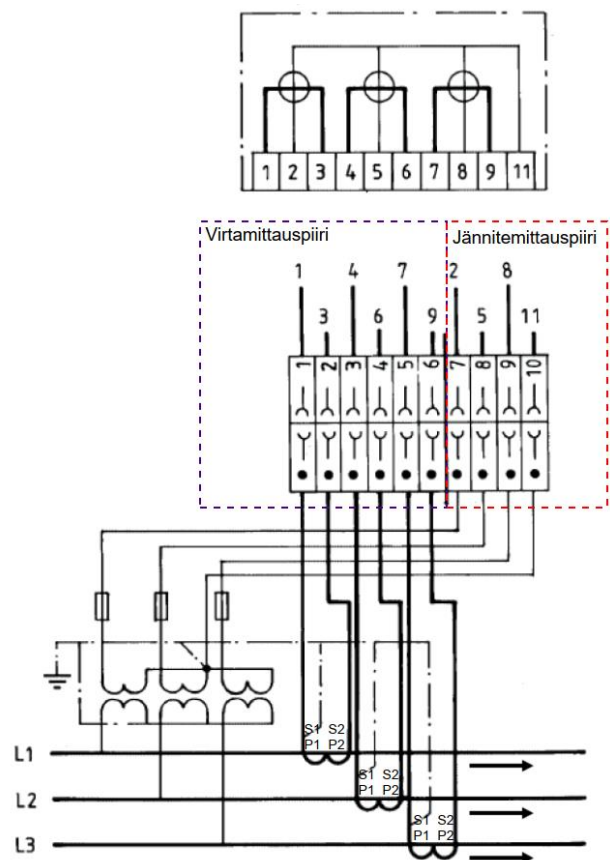 1 2 3 4 5 6 7 8 9 11
Virtamittauspiiri
Jännitemittauspiiri
1 4 7 2 8
3 6 9 5 11
1 2 3 4 5 6 7 8 9 10
S1 S2
L1 P1 P2
S1 S2
L2 P1 P2
S1 S2
L3 P1 P2